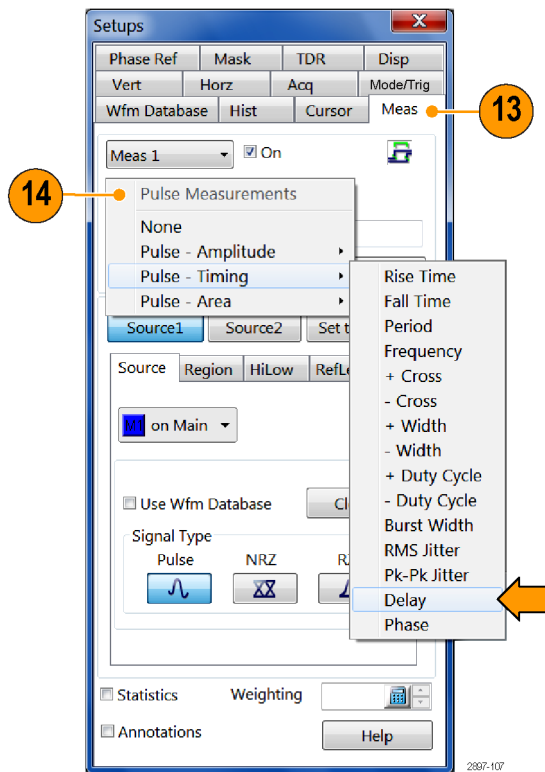 Setups
X
Phase Ref Mask TDR Disp
Vert Horz Acq Mode/Trig
Wfm Database Hist Cursor Meas
13
Meas 1 On
14
Pulse Measurements
None
Pulse - Amplitude
Pulse - Timing
Pulse - Area
Rise Time
Fall Time
Period
Frequency
+ Cross
- Cross
+ Width
- Width
+ Duty Cycle
- Duty Cycle
Burst Width
RMS Jitter
Pk-Pk Jitter
Delay
Phase
Source1 Source2 Set t
Source Region HiLow RefLe
M1 on Main
Use Wfm Database Cl
Signal Type
Pulse NRZ R
Statistics Weighting
Annotations Help
2897-107